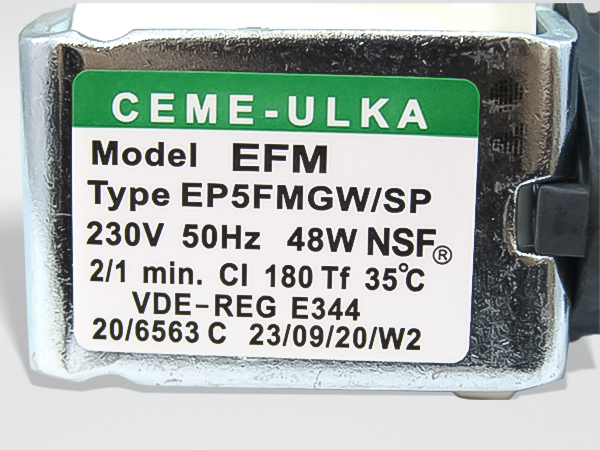 CEME-ULKA
Model EFM
Type EP5FMGW/SP
230V 50Hz 48W NSF®
2/1 min. CI 180 Tf 35°C
VDE-REG E344
20/6563 C 23/09/20/W2